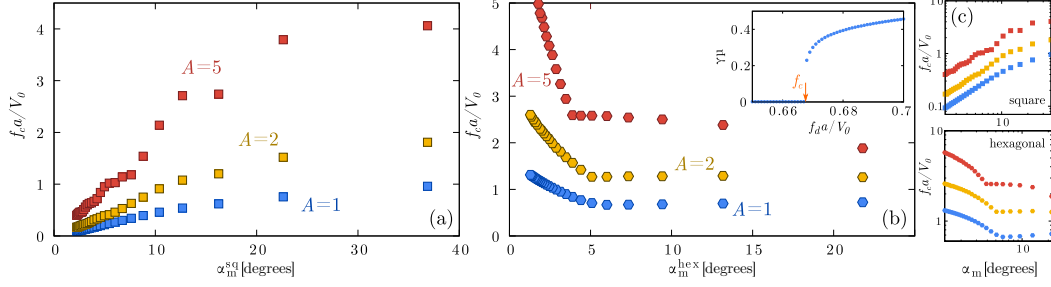 5
4
3
2
1
0
f_c a/V_0
A=5
A=2
A=1
(a)
0
10
20
30
40
α_m^sq [degrees]
5
4
3
2
1
0
f_c a/V_0
A=5
A=2
A=1
(b)
0
5
10
15
20
25
α_m^hex [degrees]
0.4
0.2
0
γμ
f_c
0.66
0.68
0.7
f_d a/V_0
(c)
10
1
0.1
f_c a/V_0
square
10
10
1
f_c a/V_0
hexagonal
10
α_m [degrees]